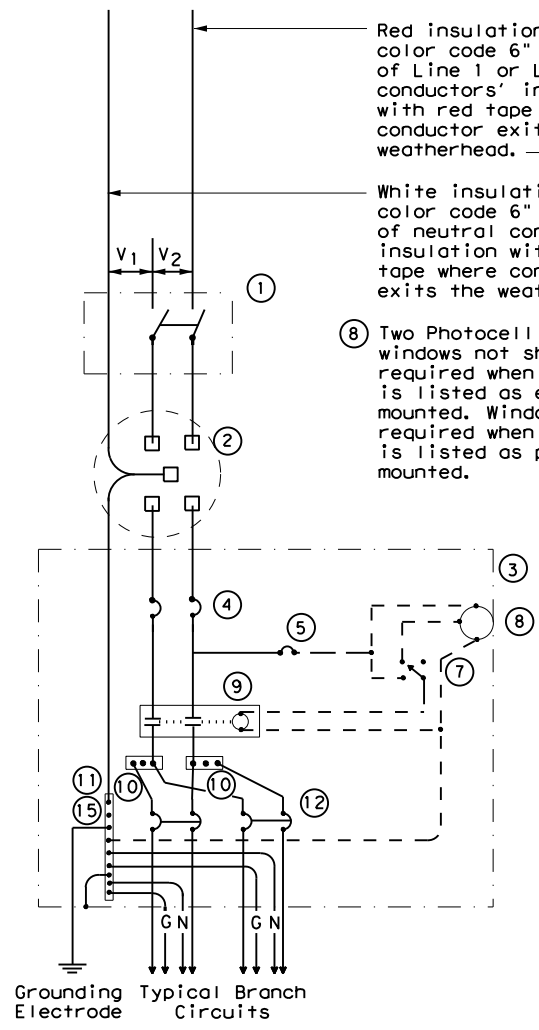 Red insulation
color code 6"
of Line 1 or L
conductors' in
with red tape
conductor exit
weatherhead.
White insulati
color code 6"
of neutral con
insulation wit
tape where con
exits the weat
V1 V2
1
8 Two Photocell
windows not sh
required when
is listed as e
mounted. Windo
required when
is listed as p
mounted.
2
3
4
5
8
7
9
11
10
10
12
15
G N
G N
Grounding
Electrode
Typical Branch
Circuits